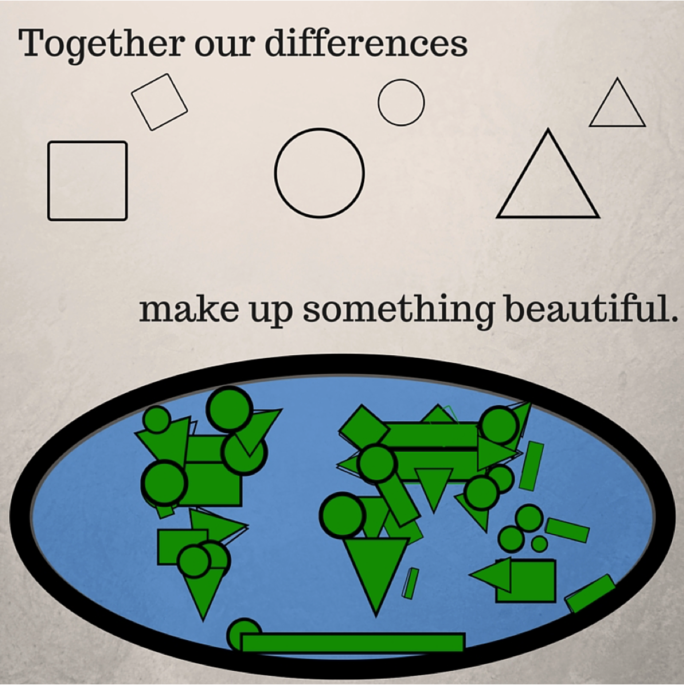 Together our differences
make up something beautiful.